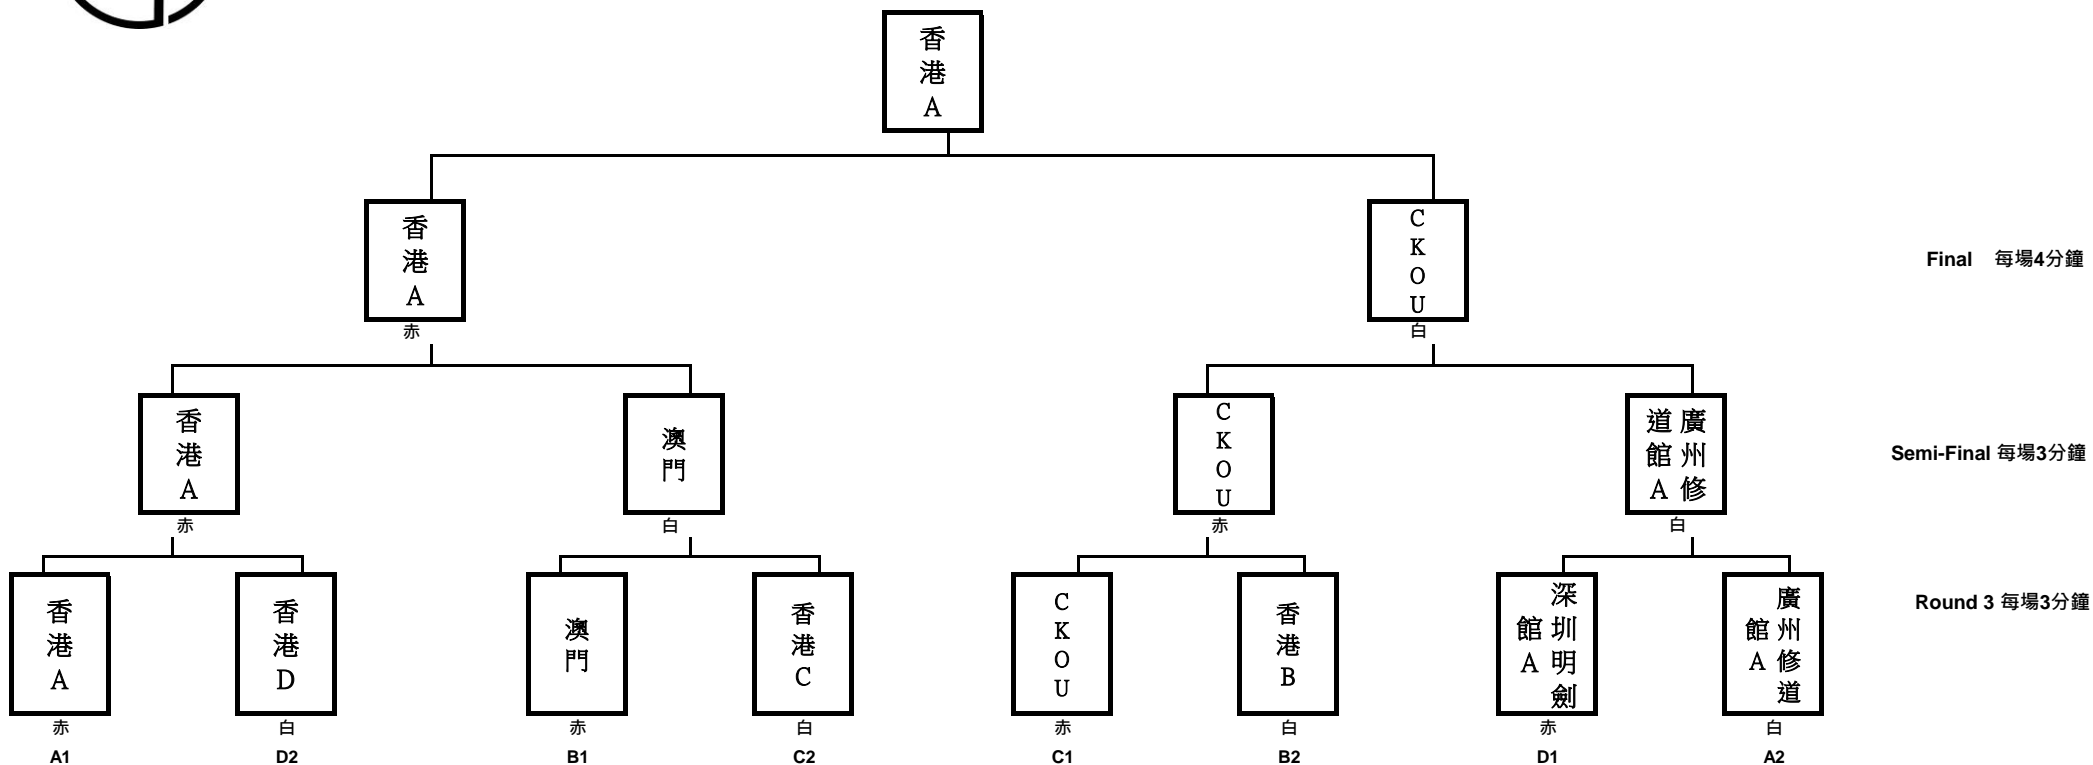 香港A
香港A
CKOU
Final 每場4分鐘
赤
白
香港A
澳門
CKOU
廣州修道館A
Semi-Final 每場3分鐘
赤
白
赤
白
香港A
香港D
澳門
香港C
CKOU
香港B
深圳明劍館A
廣州修道館A
Round 3 每場3分鐘
赤
白
赤
白
赤
白
赤
白
A1
D2
B1
C2
C1
B2
D1
A2